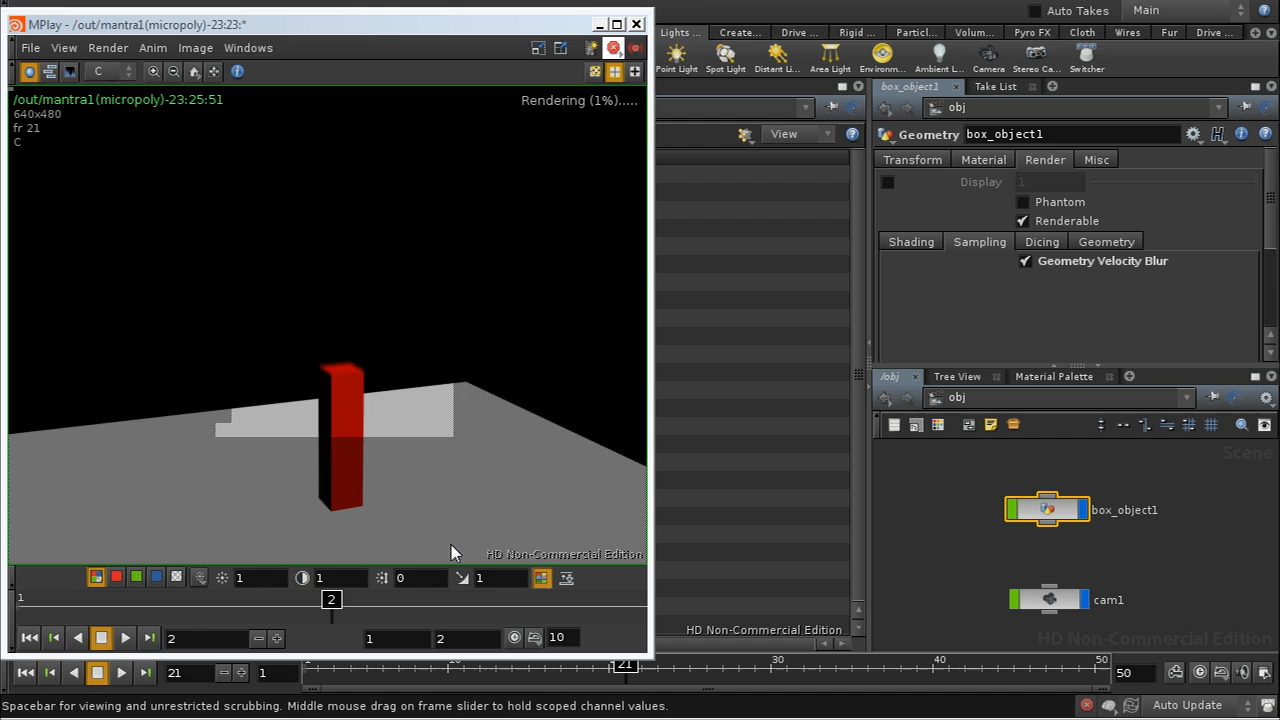 MPlay - /out/mantra1(micropoly)-23:23:*
File View Render Anim Image Windows
C
/out/mantra1(micropoly)-23:25:51
Rendering (1%).....
640x480
fr 21
C
HD Non-Commercial Edition
1 1 0 1
1
2
2 1 2 10
Auto Takes Main
Lights ... Create... Drive ... Rigid ... Particl... Volum... Pyro FX Cloth Wires Fur Drive ...
Point Light Spot Light Distant Li... Area Light Environm... Ambient L... Camera Stereo Ca... Switcher
View
HD Non-Commercial Edition
box_object1 Take List
obj
Geometry box_object1
Transform Material Render Misc
Display 1
Phantom
Renderable
Shading Sampling Dicing Geometry
Geometry Velocity Blur
/obj Tree View Material Palette
obj
Scene
box_object1
cam1
HD Non-Commercial Edition
21 1 21 30 40 50 50
Spacebar for viewing and unrestricted scrubbing. Middle mouse drag on frame slider to hold scoped channel values.
Auto Update